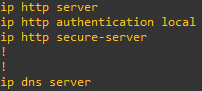 ip http server
ip http authentication local
ip http secure-server
!
!
ip dns server